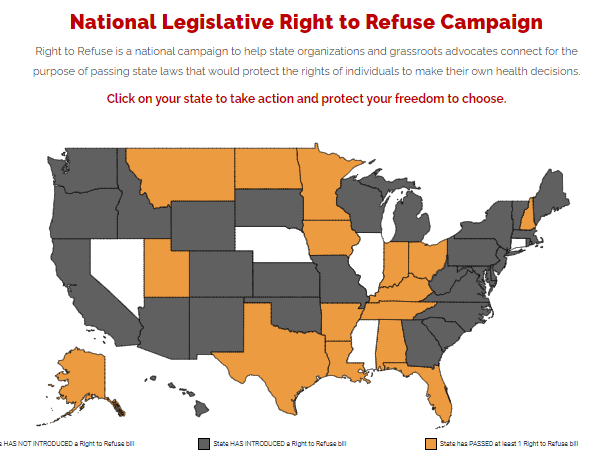 National Legislative Right to Refuse Campaign
Right to Refuse is a national campaign to help state organizations and grassroots advocates connect for the
purpose of passing state laws that would protect the rights of individuals to make their own health decisions.
Click on your state to take action and protect your freedom to choose.
HAS NOT INTRODUCED a Right to Refuse bill
State HAS INTRODUCED a Right to Refuse bill
State has PASSED at least 1 Right to Refuse bill